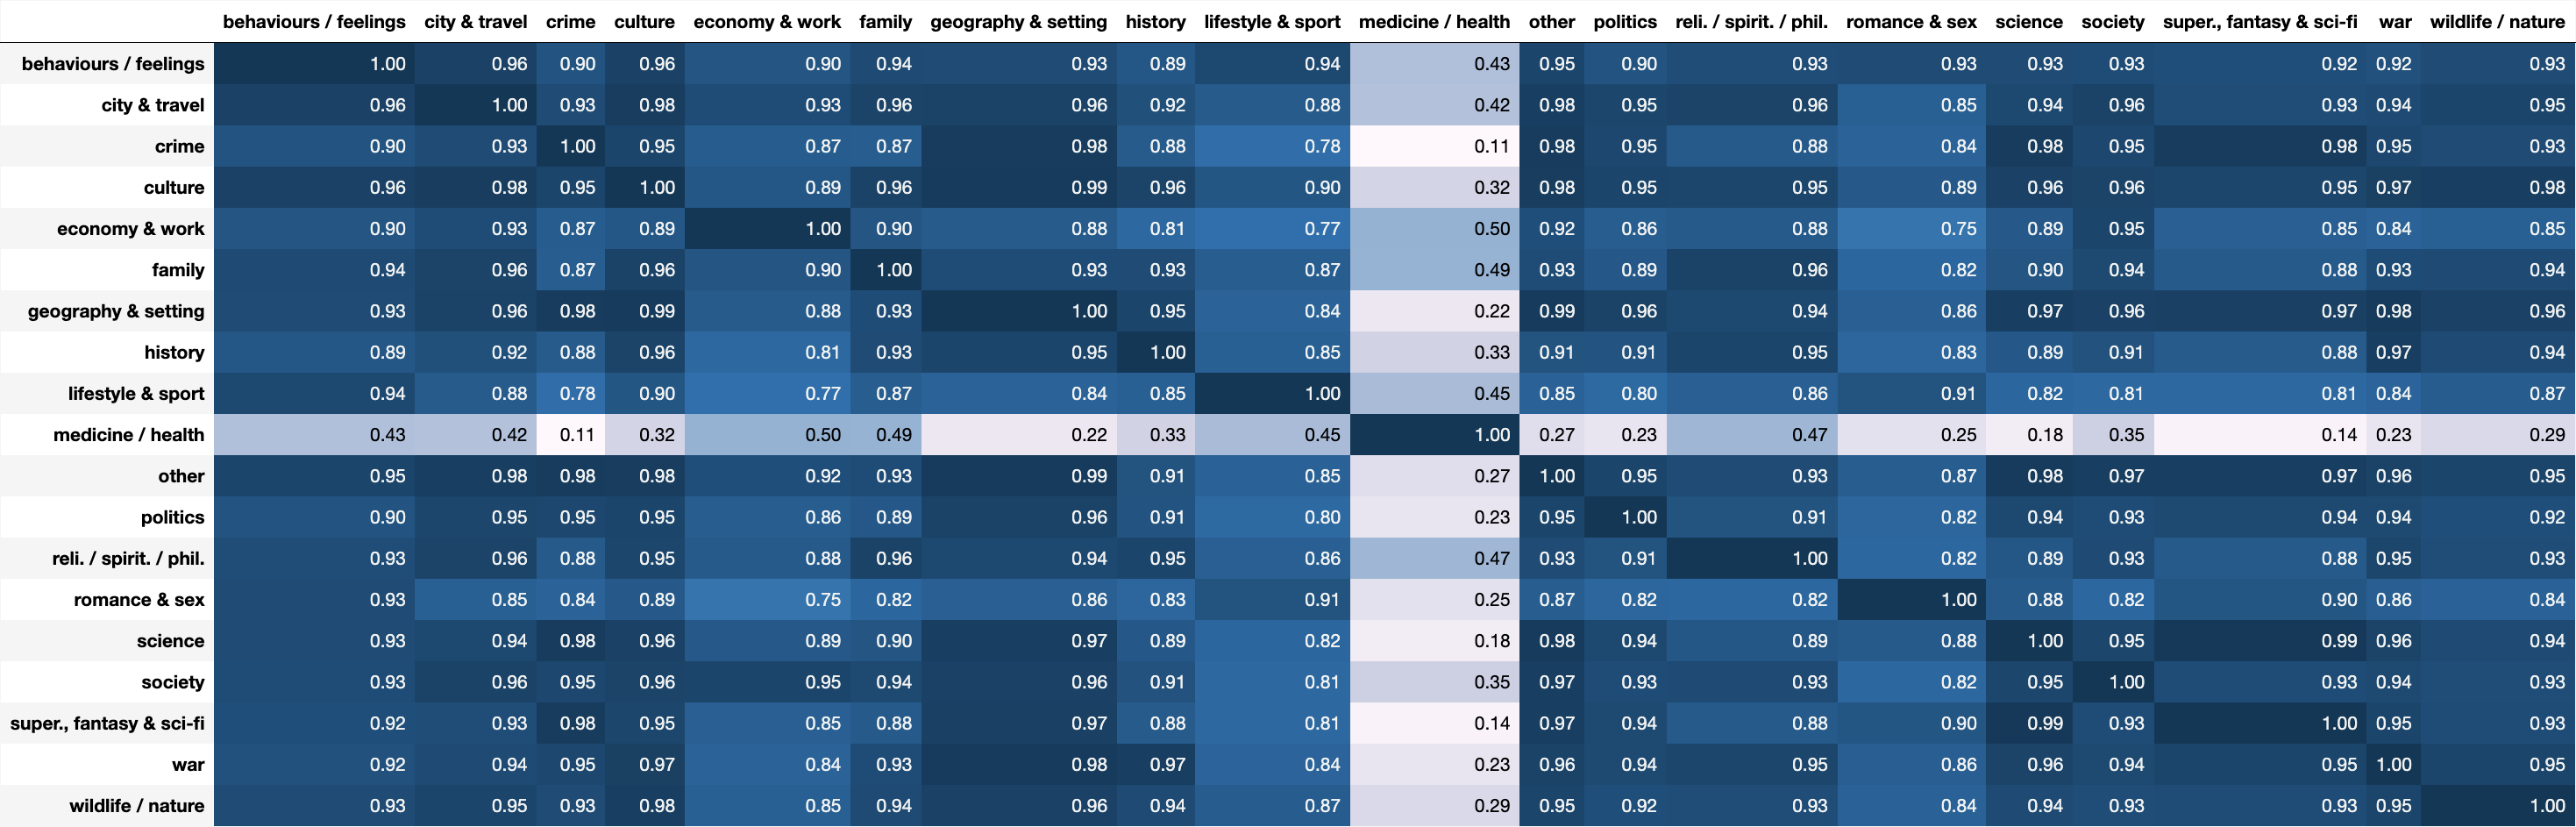 behaviours / feelings city & travel crime culture economy & work family geography & setting history lifestyle & sport medicine / health other politics reli. / spirit. / phil. romance & sex science society super., fantasy & sci-fi war wildlife / nature
behaviours / feelings 1.00 0.96 0.90 0.96 0.90 0.94 0.93 0.89 0.94 0.43 0.95 0.90 0.93 0.93 0.93 0.93 0.92 0.92 0.93
city & travel 0.96 1.00 0.93 0.98 0.93 0.96 0.96 0.92 0.88 0.42 0.98 0.95 0.96 0.85 0.94 0.96 0.93 0.94 0.95
crime 0.90 0.93 1.00 0.95 0.87 0.87 0.98 0.88 0.78 0.11 0.98 0.95 0.88 0.84 0.98 0.95 0.98 0.95 0.93
culture 0.96 0.98 0.95 1.00 0.89 0.96 0.99 0.96 0.90 0.32 0.98 0.95 0.95 0.89 0.96 0.96 0.95 0.97 0.98
economy & work 0.90 0.93 0.87 0.89 1.00 0.90 0.88 0.81 0.77 0.50 0.92 0.86 0.88 0.75 0.89 0.95 0.85 0.84 0.85
family 0.94 0.96 0.87 0.96 0.90 1.00 0.93 0.93 0.87 0.49 0.93 0.89 0.96 0.82 0.90 0.94 0.88 0.93 0.94
geography & setting 0.93 0.96 0.98 0.99 0.88 0.93 1.00 0.95 0.84 0.22 0.99 0.96 0.94 0.86 0.97 0.96 0.97 0.98 0.96
history 0.89 0.92 0.88 0.96 0.81 0.93 0.95 1.00 0.85 0.33 0.91 0.91 0.95 0.83 0.89 0.91 0.88 0.97 0.94
lifestyle & sport 0.94 0.88 0.78 0.90 0.77 0.87 0.84 0.85 1.00 0.45 0.85 0.80 0.86 0.91 0.82 0.81 0.81 0.84 0.87
medicine / health 0.43 0.42 0.11 0.32 0.50 0.49 0.22 0.33 0.45 1.00 0.27 0.23 0.47 0.25 0.18 0.35 0.14 0.23 0.29
other 0.95 0.98 0.98 0.98 0.92 0.93 0.99 0.91 0.85 0.27 1.00 0.95 0.93 0.87 0.98 0.97 0.97 0.96 0.95
politics 0.90 0.95 0.95 0.95 0.86 0.89 0.96 0.91 0.80 0.23 0.95 1.00 0.91 0.82 0.94 0.93 0.94 0.94 0.92
reli. / spirit. / phil. 0.93 0.96 0.88 0.95 0.88 0.96 0.94 0.95 0.86 0.47 0.93 0.91 1.00 0.82 0.89 0.93 0.88 0.95 0.93
romance & sex 0.93 0.85 0.84 0.89 0.75 0.82 0.86 0.83 0.91 0.25 0.87 0.82 0.82 1.00 0.88 0.82 0.90 0.86 0.84
science 0.93 0.94 0.98 0.96 0.89 0.90 0.97 0.89 0.82 0.18 0.98 0.94 0.89 0.88 1.00 0.95 0.99 0.96 0.94
society 0.93 0.96 0.95 0.96 0.95 0.94 0.96 0.91 0.81 0.35 0.97 0.93 0.93 0.82 0.95 1.00 0.93 0.94 0.93
super., fantasy & sci-fi 0.92 0.93 0.98 0.95 0.85 0.88 0.97 0.88 0.81 0.14 0.97 0.94 0.88 0.90 0.99 0.93 1.00 0.95 0.93
war 0.92 0.94 0.95 0.97 0.84 0.93 0.98 0.97 0.84 0.23 0.96 0.94 0.95 0.86 0.96 0.94 0.95 1.00 0.95
wildlife / nature 0.93 0.95 0.93 0.98 0.85 0.94 0.96 0.94 0.87 0.29 0.95 0.92 0.93 0.84 0.94 0.93 0.93 0.95 1.00